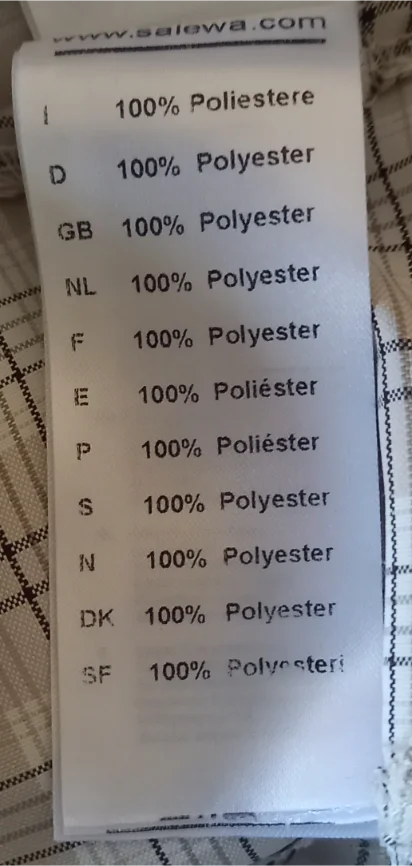 www.salewa.com
I 100% Poliestere
D 100% Polyester
GB 100% Polyester
NL 100% Polyester
F 100% Polyester
E 100% Poliéster
P 100% Poliéster
S 100% Polyester
N 100% Polyester
DK 100% Polyester
SF 100% Polyesteri